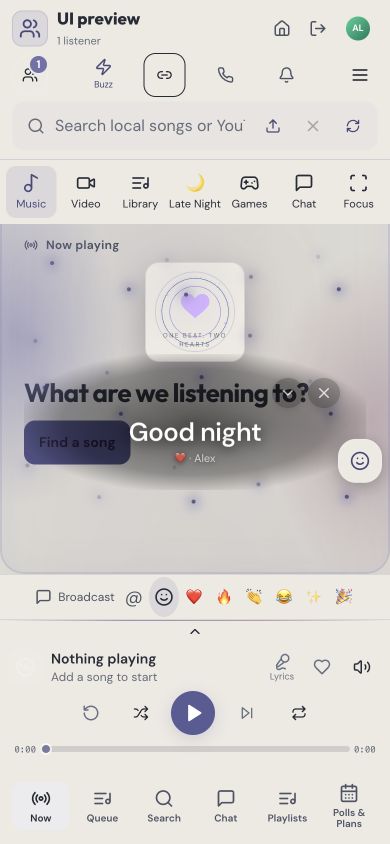 UI preview
1 listener
AL
1
Buzz
Search local songs or You
Music
Video
Library
Late Night
Games
Chat
Focus
Now playing
ONE BEAT. TWO
HEARTS
What are we listening to?
Find a song
Good night
❤️ · Alex
Broadcast
@
Nothing playing
Add a song to start
Lyrics
0:00
0:00
Now
Queue
Search
Chat
Playlists
Polls &
Plans